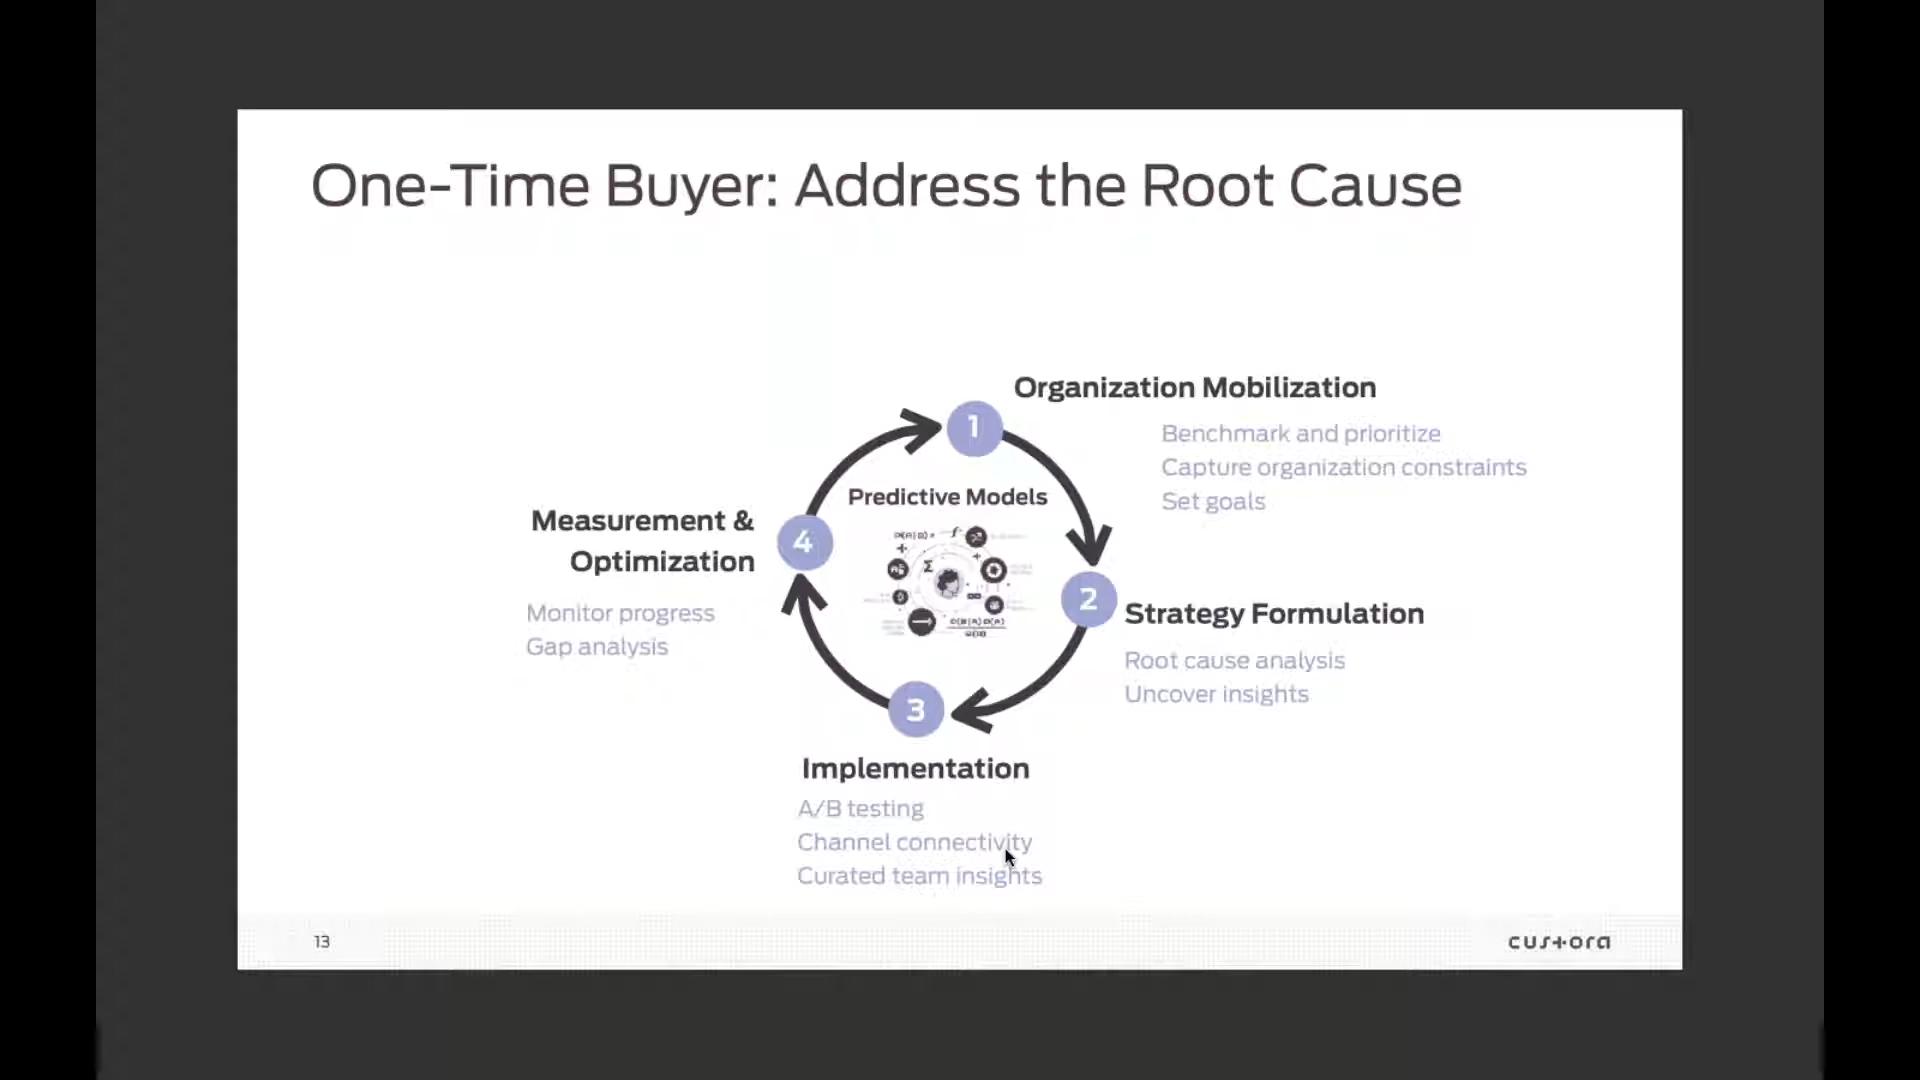 One-Time Buyer: Address the Root Cause
1
Organization Mobilization
Benchmark and prioritize
Capture organization constraints
Set goals
Predictive Models
2
Strategy Formulation
Root cause analysis
Uncover insights
3
Implementation
A/B testing
Channel connectivity
Curated team insights
4
Measurement &
Optimization
Monitor progress
Gap analysis
13
custora